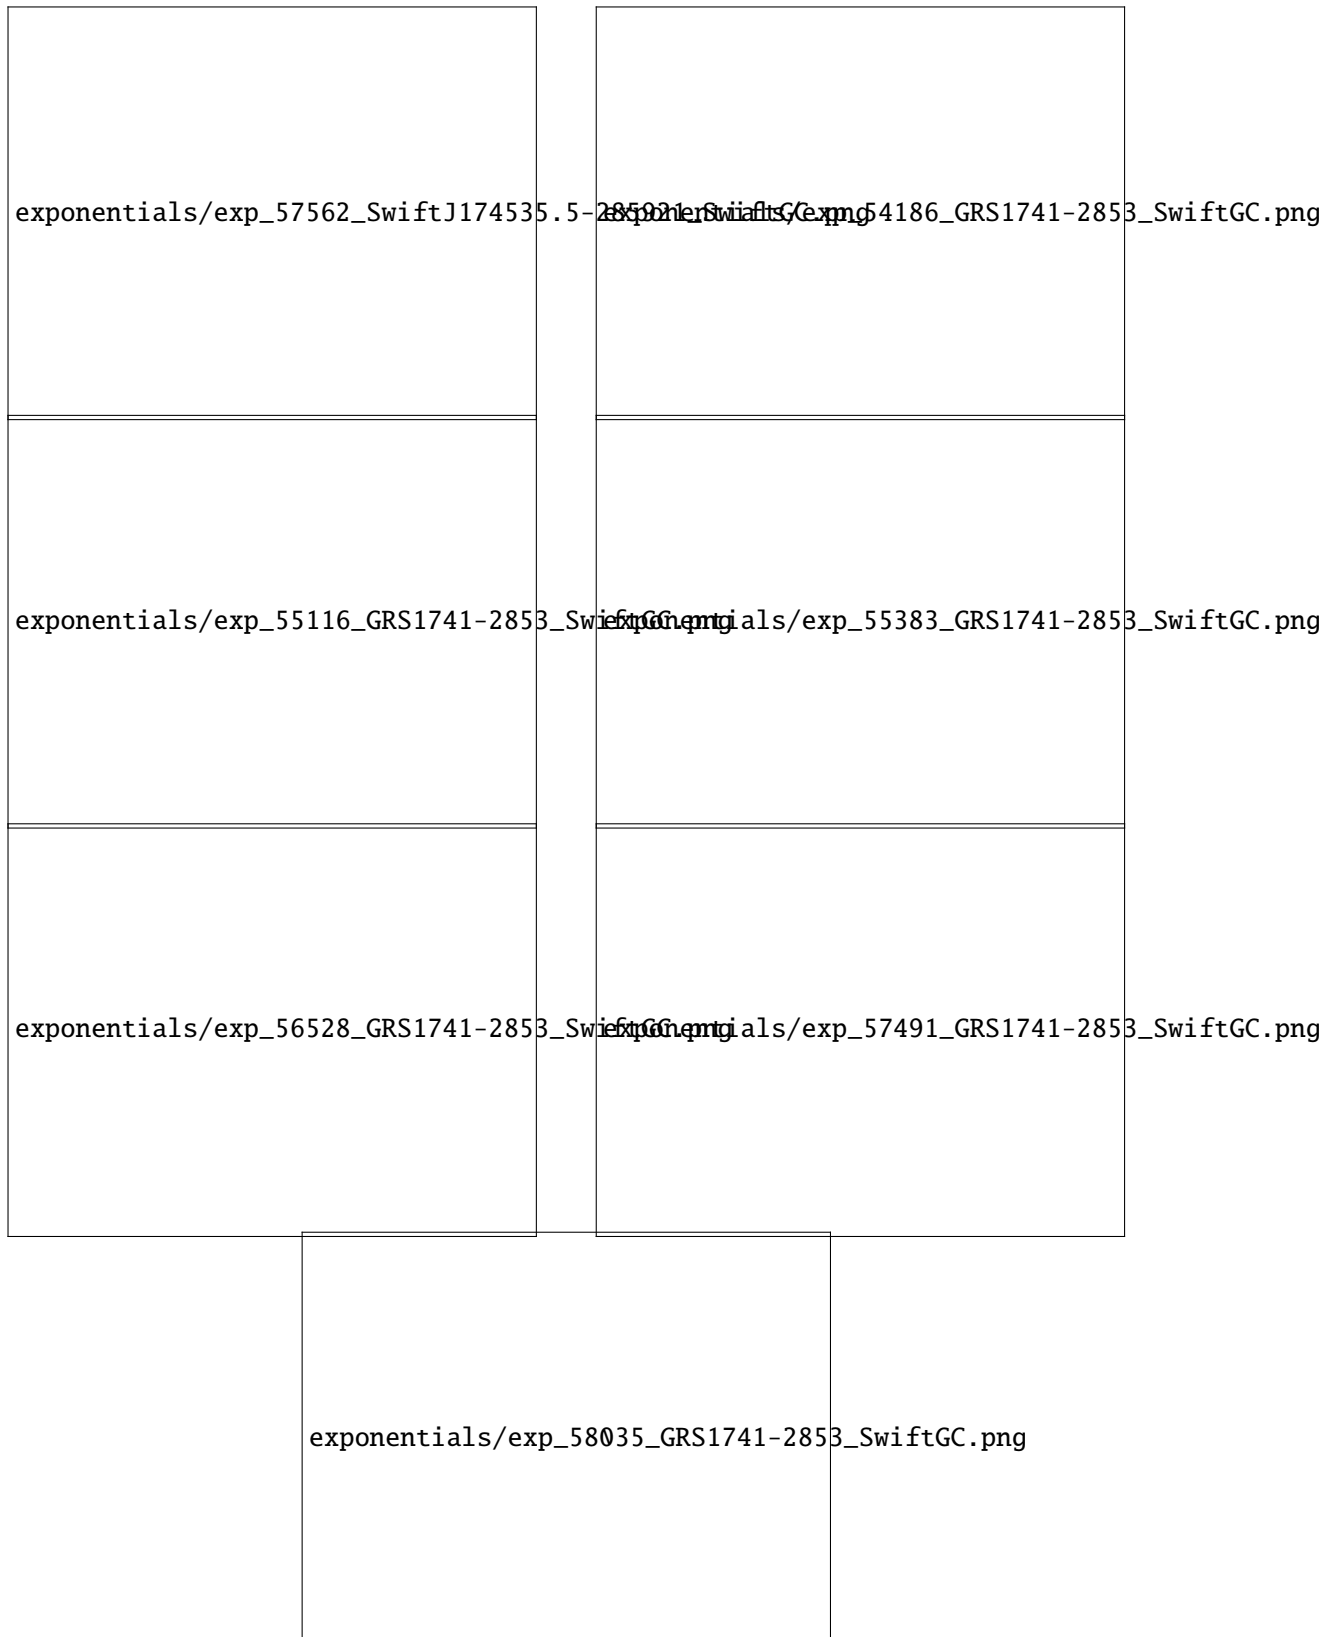 exponentials/exp_57562_SwiftJ174535.5-285921_SwiftGC.png
exponentials/exp_54186_GRS1741-2853_SwiftGC.png
exponentials/exp_55116_GRS1741-2853_SwiftGC.png
exponentials/exp_55383_GRS1741-2853_SwiftGC.png
exponentials/exp_56528_GRS1741-2853_SwiftGC.png
exponentials/exp_57491_GRS1741-2853_SwiftGC.png
exponentials/exp_58035_GRS1741-2853_SwiftGC.png